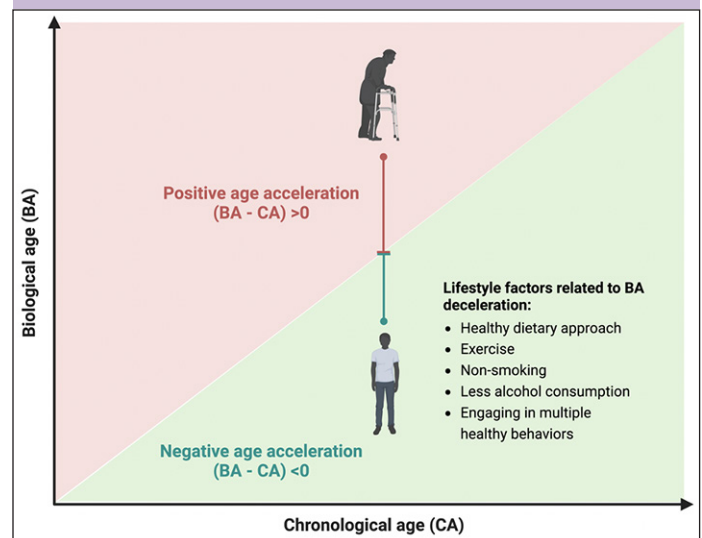 Biological age (BA)
Positive age acceleration
(BA - CA) >0
Lifestyle factors related to BA
deceleration:
• Healthy dietary approach
• Exercise
• Non-smoking
• Less alcohol consumption
• Engaging in multiple
healthy behaviors
Negative age acceleration
(BA - CA) <0
Chronological age (CA)